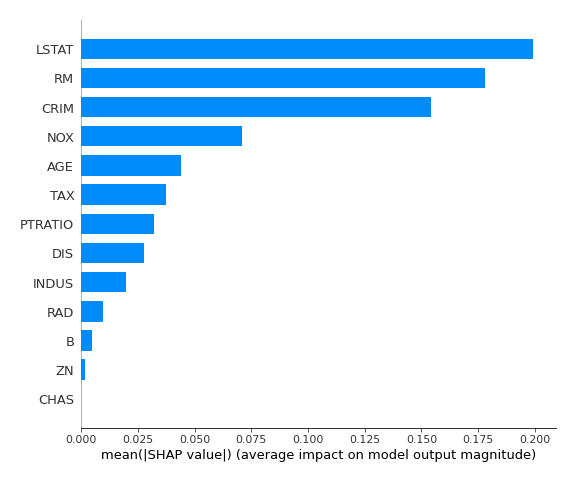 LSTAT
RM
CRIM
NOX
AGE
TAX
PTRATIO
DIS
INDUS
RAD
B
ZN
CHAS
0.000 0.025 0.050 0.075 0.100 0.125 0.150 0.175 0.200
mean(|SHAP value|) (average impact on model output magnitude)